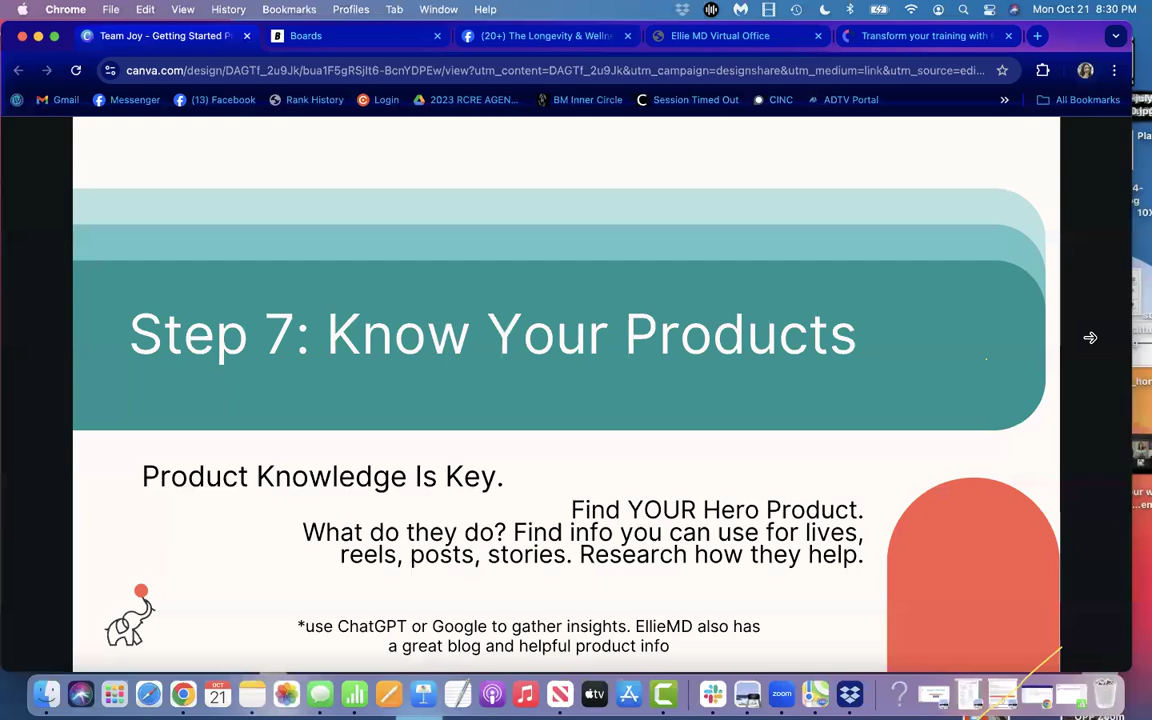 Chrome File Edit View History Bookmarks Profiles Tab Window Help Mon Oct 21 8:30 PM
Team Joy - Getting Started P Boards (20+) The Longevity & Welln Ellie MD Virtual Office Transform your training with
canva.com/design/DAGTf_2u9Jk/bua1F5gRSjIt6-BcnYDPEw/view?utm_content=DAGTf_2u9Jk&utm_campaign=designshare&utm_medium=link&utm_source=edi...
Gmail Messenger (13) Facebook Rank History Login 2023 RCRE AGEN... BM Inner Circle Session Timed Out CINC ADTV Portal » All Bookmarks
Step 7: Know Your Products
Product Knowledge Is Key.
Find YOUR Hero Product.
What do they do? Find info you can use for lives,
reels, posts, stories. Research how they help.
*use ChatGPT or Google to gather insights. EllieMD also has
a great blog and helpful product info
OCT
21
tv
zoom